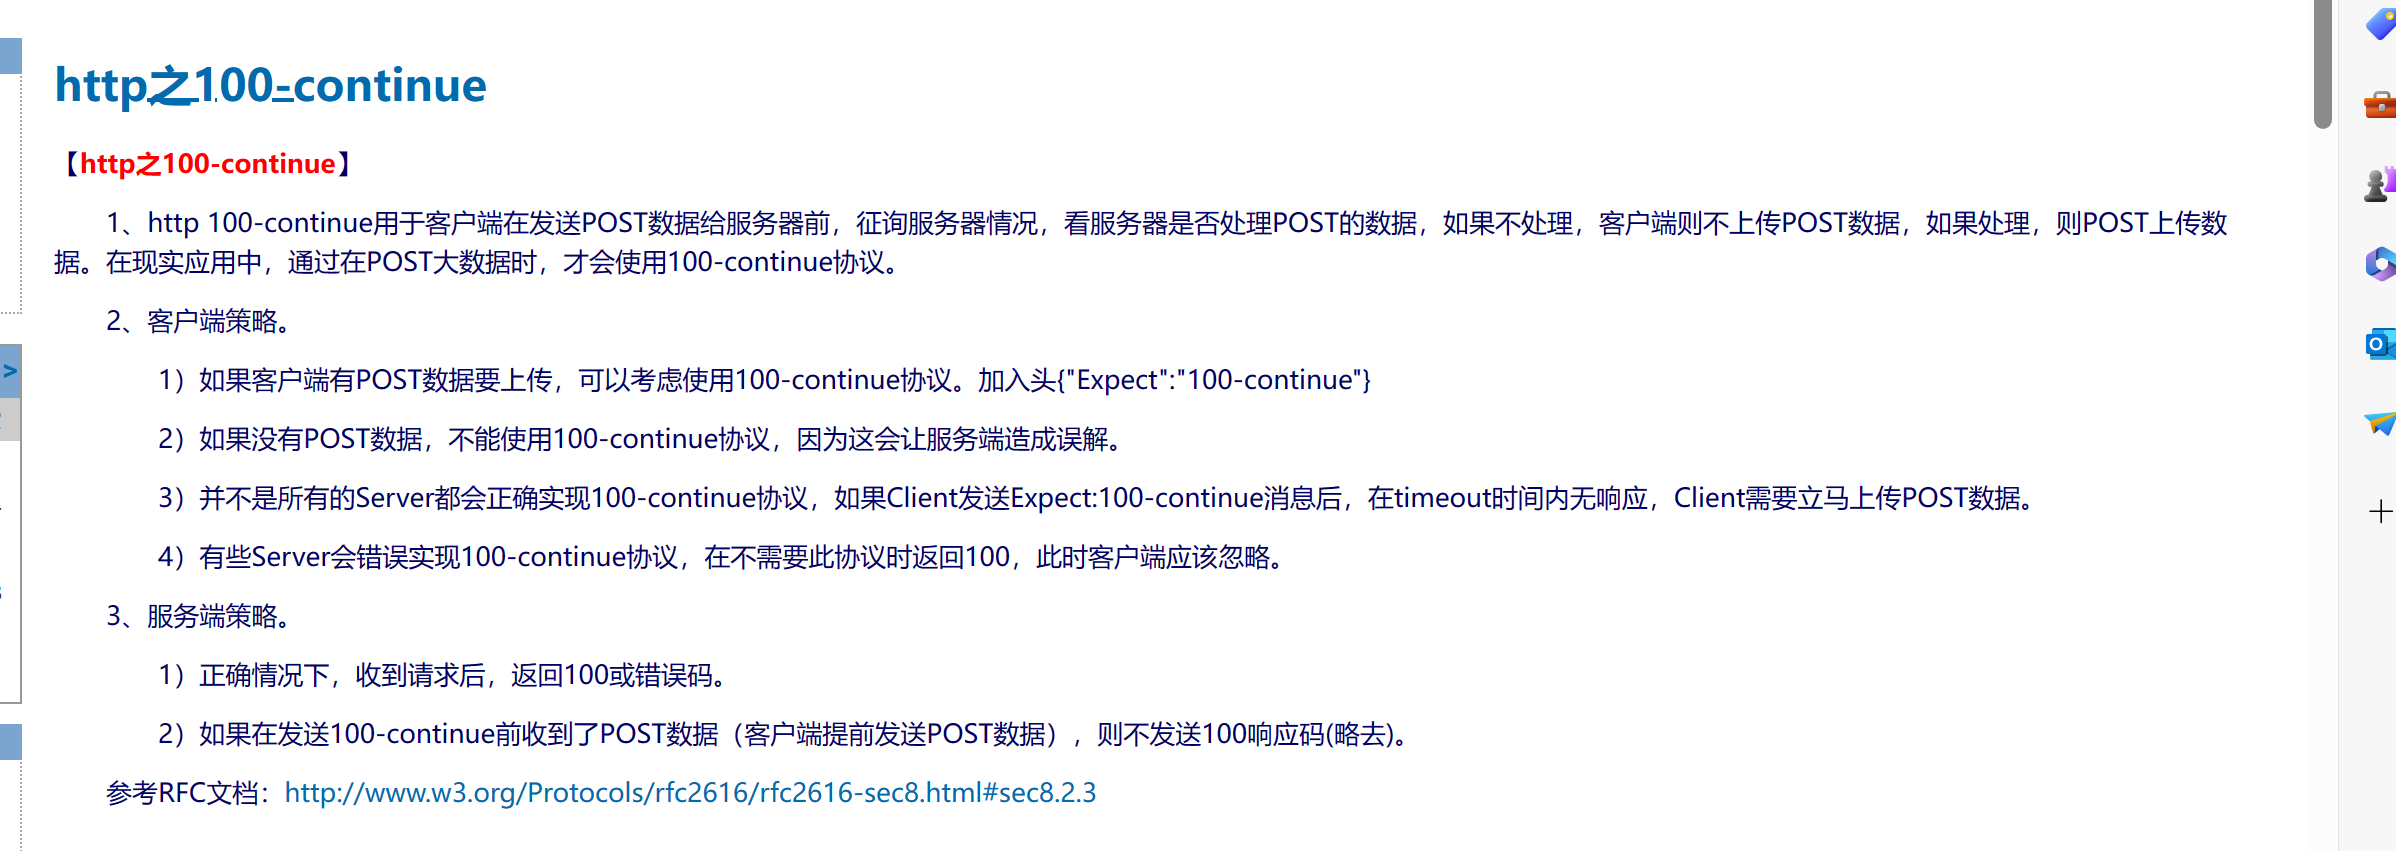 http之100-continue
【http之100-continue】
1、http 100-continue用于客户端在发送POST数据给服务器前，征询服务器情况，看服务器是否处理POST的数据，如果不处理，客户端则不上传POST数据，如果处理，则POST上传数
据。在现实应用中，通过在POST大数据时，才会使用100-continue协议。
2、客户端策略。
1）如果客户端有POST数据要上传，可以考虑使用100-continue协议。加入头{"Expect":"100-continue"}
2）如果没有POST数据，不能使用100-continue协议，因为这会让服务端造成误解。
3）并不是所有的Server都会正确实现100-continue协议，如果Client发送Expect:100-continue消息后，在timeout时间内无响应，Client需要立马上传POST数据。
4）有些Server会错误实现100-continue协议，在不需要此协议时返回100，此时客户端应该忽略。
3、服务端策略。
1）正确情况下，收到请求后，返回100或错误码。
2）如果在发送100-continue前收到了POST数据（客户端提前发送POST数据），则不发送100响应码(略去)。
参考RFC文档：http://www.w3.org/Protocols/rfc2616/rfc2616-sec8.html#sec8.2.3